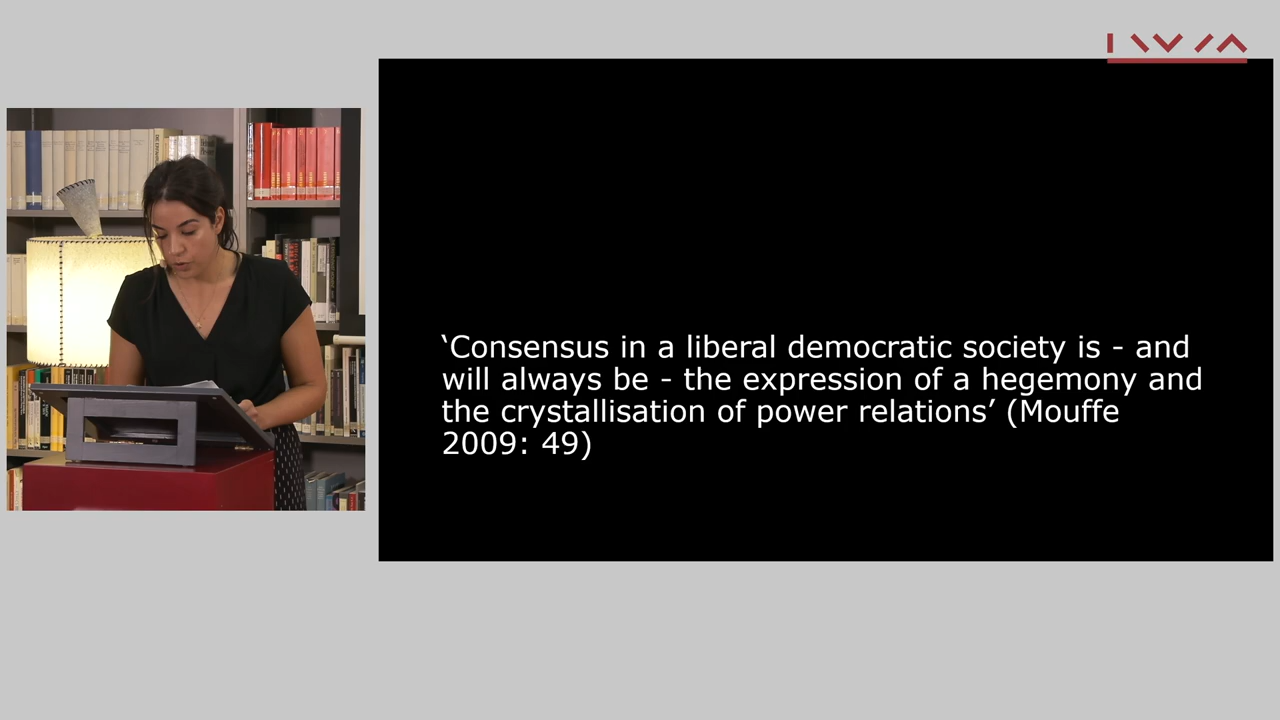 ‘Consensus in a liberal democratic society is - and
will always be - the expression of a hegemony and
the crystallisation of power relations’ (Mouffe
2009: 49)